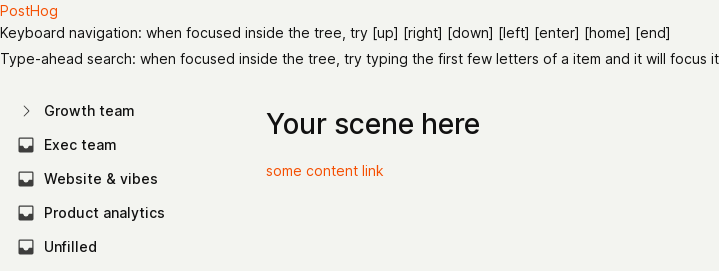 PostHog
Keyboard navigation: when focused inside the tree, try [up] [right] [down] [left] [enter] [home] [end]
Type-ahead search: when focused inside the tree, try typing the first few letters of a item and it will focus it
Growth team
Exec team
Website & vibes
Product analytics
Unfilled
Your scene here
some content link